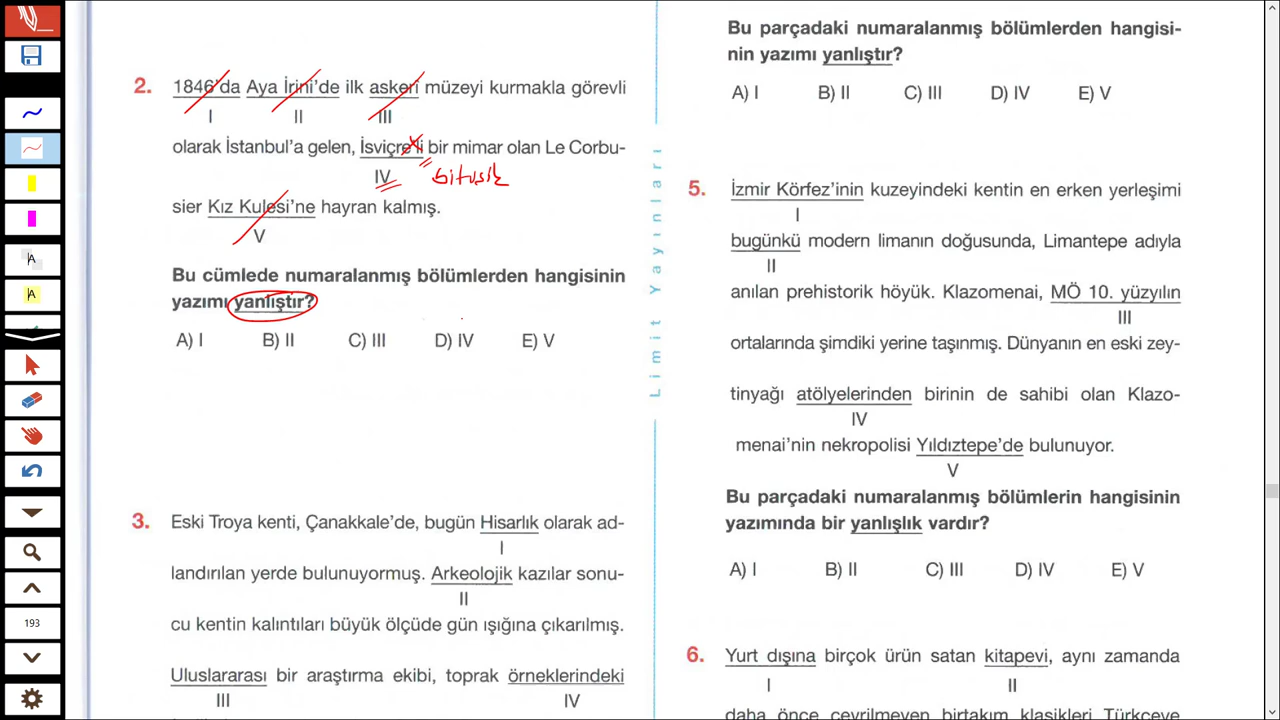 2. 1846'da Aya İrini'de ilk askeri müzeyi kurmakla görevli
I II III
olarak İstanbul'a gelen, İsviçre'li bir mimar olan Le Corbu-
IV bitişik
sier Kız Kulesi'ne hayran kalmış.
V
Bu cümlede numaralanmış bölümlerden hangisinin
yazımı yanlıştır?
A) I B) II C) III D) IV E) V
3. Eski Troya kenti, Çanakkale'de, bugün Hisarlık olarak ad-
I
landırılan yerde bulunuyormuş. Arkeolojik kazılar sonu-
II
cu kentin kalıntıları büyük ölçüde gün ışığına çıkarılmış.
Uluslararası bir araştırma ekibi, toprak örneklerindeki
III IV
Limit Yayınları
Bu parçadaki numaralanmış bölümlerden hangisi-
nin yazımı yanlıştır?
A) I B) II C) III D) IV E) V
5. İzmir Körfez'inin kuzeyindeki kentin en erken yerleşimi
I
bugünkü modern limanın doğusunda, Limantepe adıyla
II
anılan prehistorik höyük. Klazomenai, MÖ 10. yüzyılın
III
ortalarında şimdiki yerine taşınmış. Dünyanın en eski zey-
tinyağı atölyelerinden birinin de sahibi olan Klazo-
IV
menai'nin nekropolisi Yıldıztepe'de bulunuyor.
V
Bu parçadaki numaralanmış bölümlerin hangisinin
yazımında bir yanlışlık vardır?
A) I B) II C) III D) IV E) V
6. Yurt dışına birçok ürün satan kitapevi, aynı zamanda
I II
daha önce çevrilmeyen birtakım klasikleri Türkçeye
A
A
193